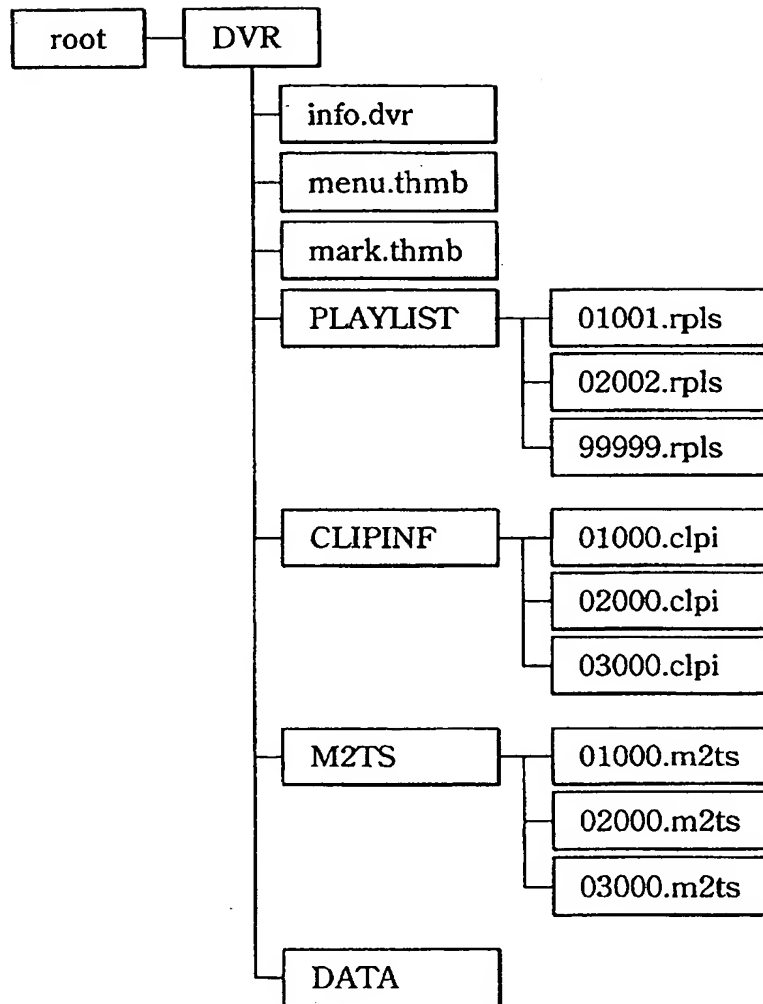 root
DVR
info.dvr
menu.thmb
mark.thmb
PLAYLIST
01001.rpls
02002.rpls
99999.rpls
CLIPINF
01000.clpi
02000.clpi
03000.clpi
M2TS
01000.m2ts
02000.m2ts
03000.m2ts
DATA